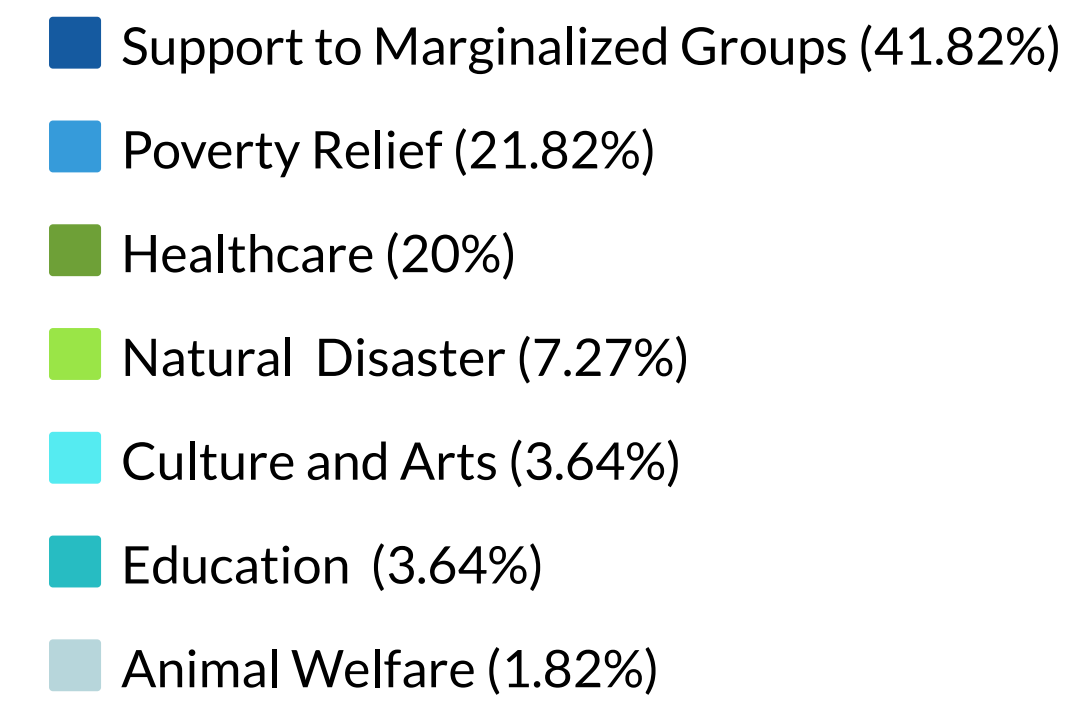 Support to Marginalized Groups (41.82%)
Poverty Relief (21.82%)
Healthcare (20%)
Natural  Disaster (7.27%)
Culture and Arts (3.64%)
Education  (3.64%)
Animal Welfare (1.82%)